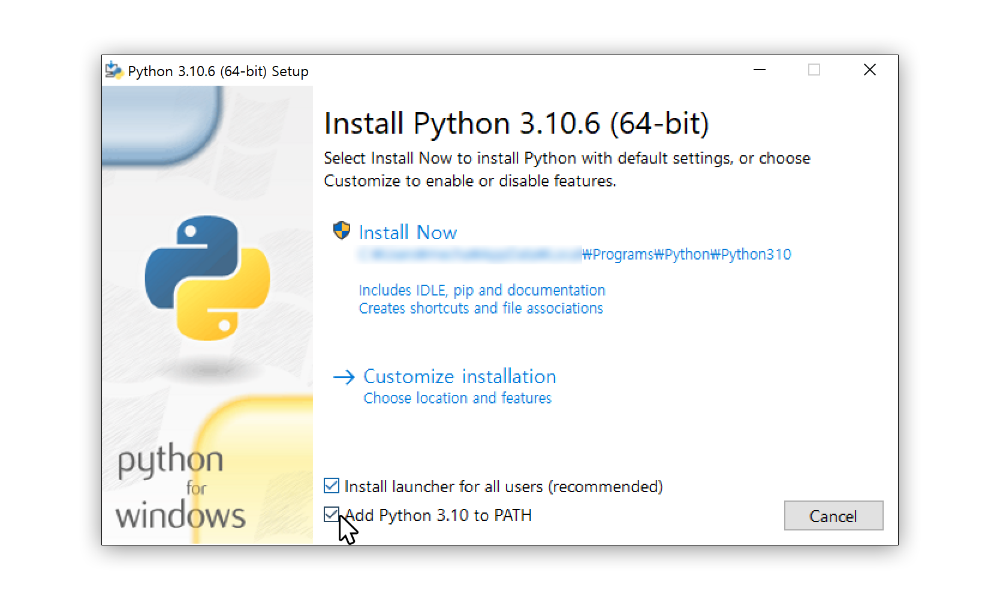 Python 3.10.6 (64-bit) Setup
Install Python 3.10.6 (64-bit)
Select Install Now to install Python with default settings, or choose
Customize to enable or disable features.
Install Now
₩Programs₩Python₩Python310
Includes IDLE, pip and documentation
Creates shortcuts and file associations
Customize installation
Choose location and features
python
for
windows
Install launcher for all users (recommended)
Add Python 3.10 to PATH
Cancel